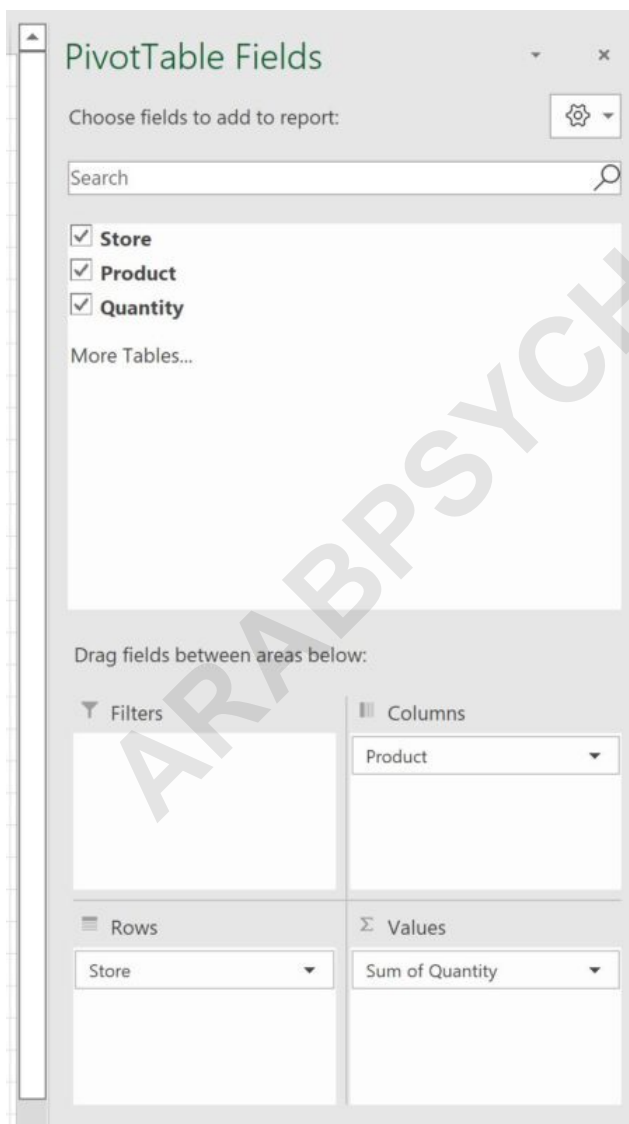 PivotTable Fields
Choose fields to add to report:
Search
Store
Product
Quantity
More Tables...
Drag fields between areas below:
Filters
Columns
Product
Rows
Σ Values
Store
Sum of Quantity
ARABPSYCH